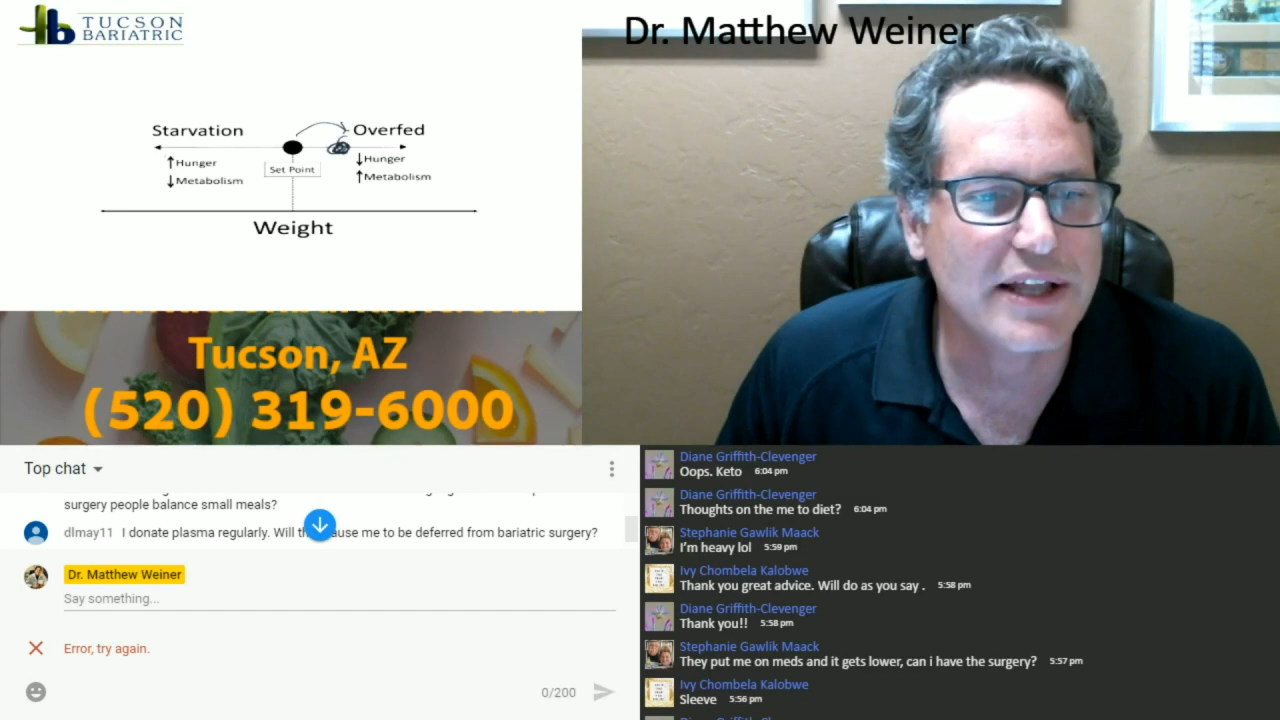 TUCSON
BARIATRIC
Dr. Matthew Weiner
Starvation
Overfed
Hunger
Metabolism
Set Point
Hunger
Metabolism
Weight
Tucson, AZ
(520) 319-6000
Top chat
surgery people balance small meals?
dlmay11 I donate plasma regularly. Will ause me to be deferred from bariatric surgery?
Dr. Matthew Weiner
Say something...
Error, try again.
0/200
Diane Griffith-Clevenger
Oops. Keto 6:04 pm
Diane Griffith-Clevenger
Thoughts on the me to diet? 6:04 pm
Stephanie Gawlik Maack
I'm heavy lol 5:59 pm
Ivy Chombela Kalobwe
Thank you great advice. Will do as you say . 5:58 pm
Diane Griffith-Clevenger
Thank you!! 5:58 pm
Stephanie Gawlik Maack
They put me on meds and it gets lower, can i have the surgery? 5:57 pm
Ivy Chombela Kalobwe
Sleeve 5:56 pm